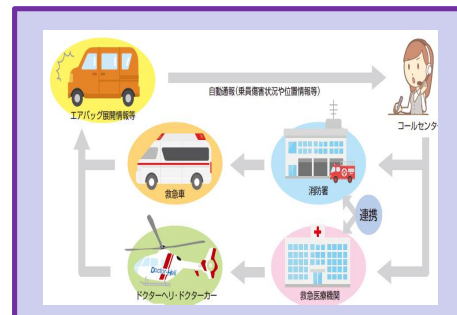 自動通報(乗員傷害状況や位置情報等)
エアバッグ展開情報等
コールセンタ
救急車
消防署
連携
Doctor-Heli
ドクターヘリ・ドクターカー
救急医療機関